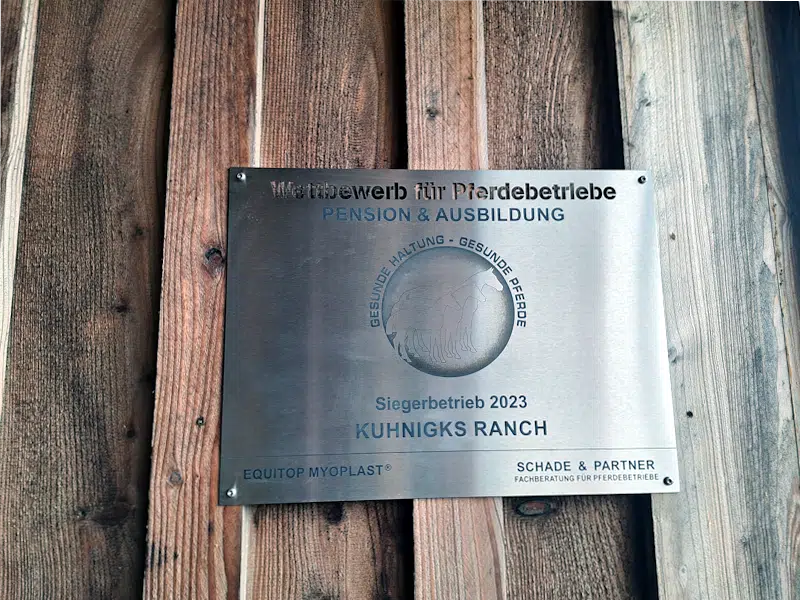 Wettbewerb für Pferdebetriebe
PENSION & AUSBILDUNG
GESUNDE HALTUNG - GESUNDE PFERDE
Siegerbetrieb 2023
KUHNIGKS RANCH
EQUITOP MYOPLAST®
SCHADE & PARTNER
FACHBERATUNG FÜR PFERDEBETRIEBE